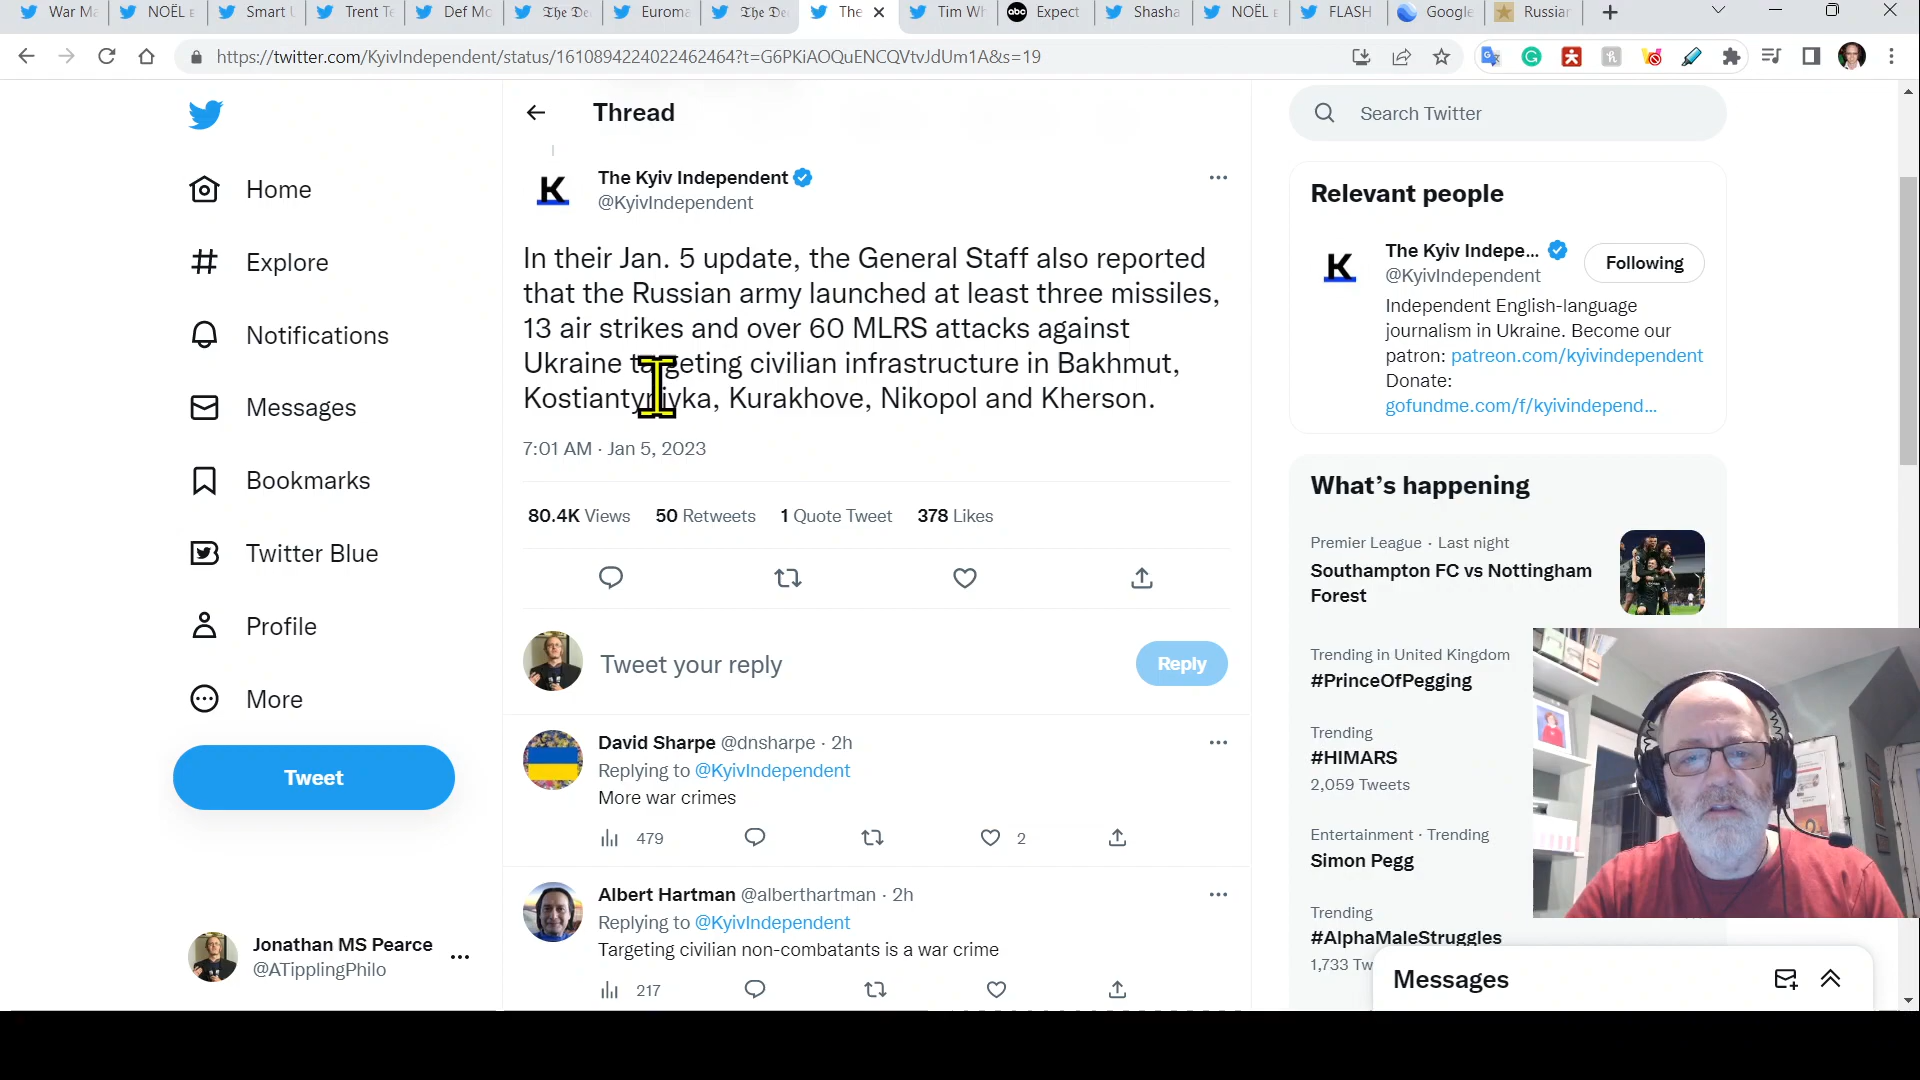 War Ma
NOËL
Smart U
Trent Te
Def Mo
The De
Euroma
The De
The
Tim Wh
abc
Expect
Shasha
NOËL
FLASH
Google
Russian
https://twitter.com/KyivIndependent/status/1610894224022462464?t=G6PKiAOQuENCQVtvJdUm1A&s=19
Home
Explore
Notifications
Messages
Bookmarks
Twitter Blue
Profile
More
Tweet
Jonathan MS Pearce
@ATipplingPhilo
Thread
K
The Kyiv Independent
@KyivIndependent
In their Jan. 5 update, the General Staff also reported
that the Russian army launched at least three missiles,
13 air strikes and over 60 MLRS attacks against
Ukraine targeting civilian infrastructure in Bakhmut,
Kostiantynivka, Kurakhove, Nikopol and Kherson.
7:01 AM · Jan 5, 2023
80.4K Views 50 Retweets 1 Quote Tweet 378 Likes
Tweet your reply
Reply
David Sharpe @dnsharpe · 2h
Replying to @KyivIndependent
More war crimes
479
2
Albert Hartman @alberthartman · 2h
Replying to @KyivIndependent
Targeting civilian non-combatants is a war crime
217
Search Twitter
Relevant people
K
The Kyiv Indepe...
@KyivIndependent
Following
Independent English-language
journalism in Ukraine. Become our
patron: patreon.com/kyivindependent
Donate:
gofundme.com/f/kyivindepend...
What's happening
Premier League · Last night
Southampton FC vs Nottingham
Forest
Trending in United Kingdom
#PrinceOfPegging
Trending
#HIMARS
2,059 Tweets
Entertainment · Trending
Simon Pegg
Trending
#AlphaMaleStruggles
1,733 Tw
Messages